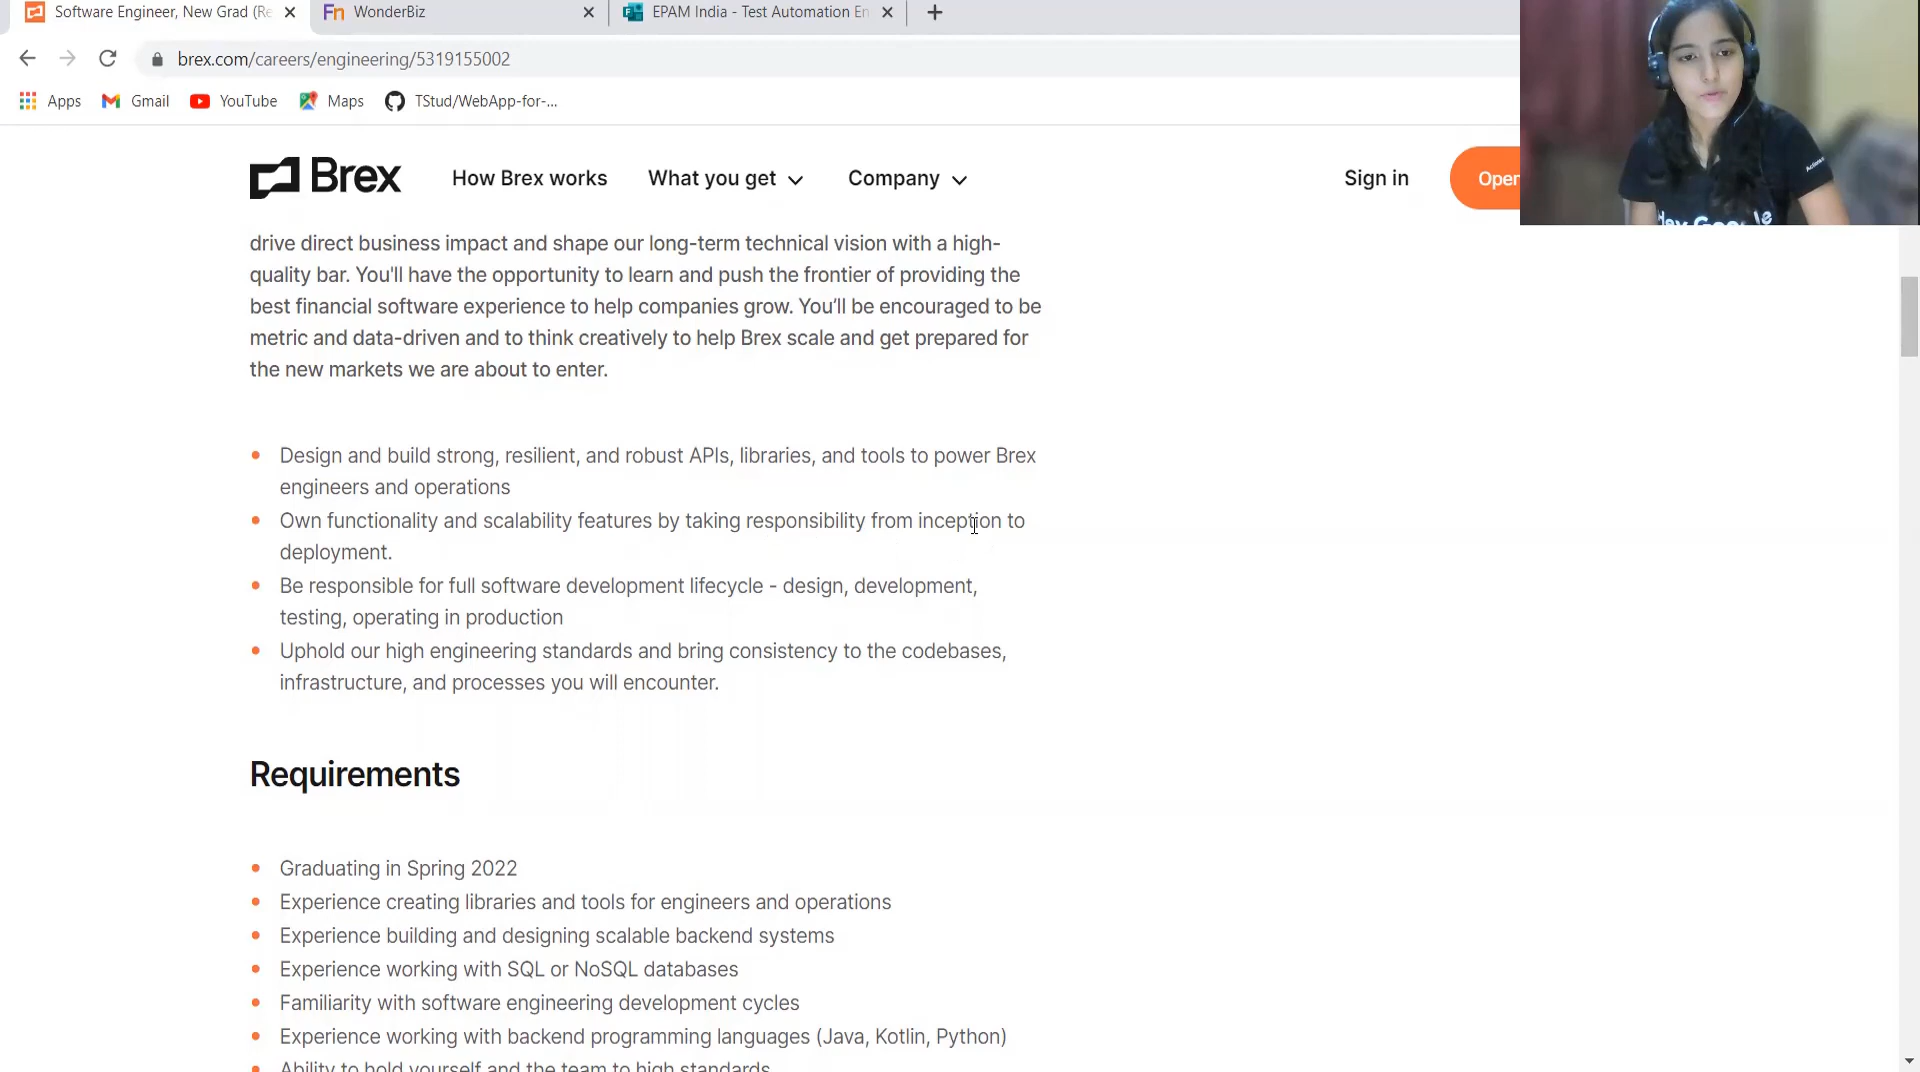 Software Engineer, New Grad (Re
WonderBiz
EPAM India - Test Automation En
brex.com/careers/engineering/5319155002
Apps
Gmail
YouTube
Maps
TStud/WebApp-for-...
Brex
How Brex works
What you get
Company
Sign in
Open
drive direct business impact and shape our long-term technical vision with a high-
quality bar. You'll have the opportunity to learn and push the frontier of providing the
best financial software experience to help companies grow. You’ll be encouraged to be
metric and data-driven and to think creatively to help Brex scale and get prepared for
the new markets we are about to enter.
Design and build strong, resilient, and robust APIs, libraries, and tools to power Brex
engineers and operations
Own functionality and scalability features by taking responsibility from inception to
deployment.
Be responsible for full software development lifecycle - design, development,
testing, operating in production
Uphold our high engineering standards and bring consistency to the codebases,
infrastructure, and processes you will encounter.
Requirements
Graduating in Spring 2022
Experience creating libraries and tools for engineers and operations
Experience building and designing scalable backend systems
Experience working with SQL or NoSQL databases
Familiarity with software engineering development cycles
Experience working with backend programming languages (Java, Kotlin, Python)
Ability to hold yourself and the team to high standards